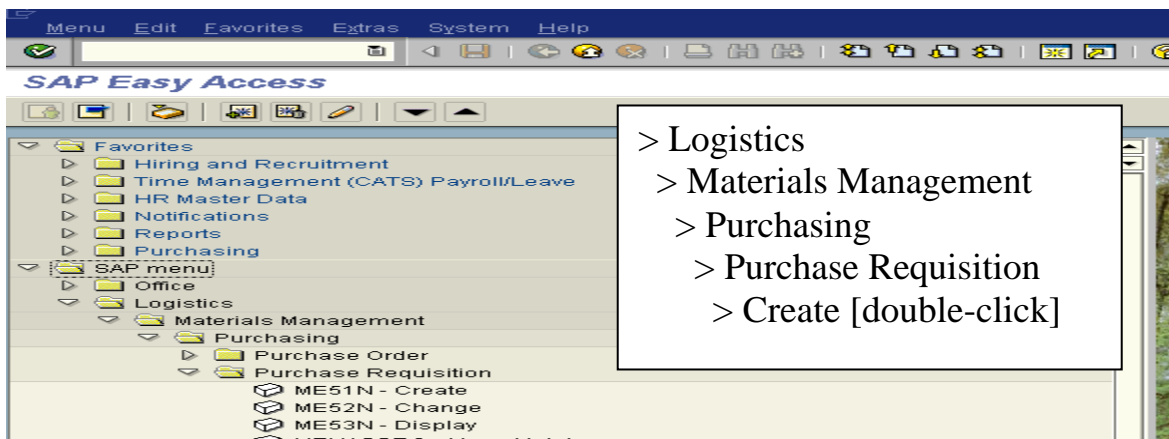 Menu Edit Favorites Extras System Help
SAP Easy Access
Favorites
Hiring and Recruitment
Time Management (CATS) Payroll/Leave
HR Master Data
Notifications
Reports
Purchasing
SAP menu
Office
Logistics
Materials Management
Purchasing
Purchase Order
Purchase Requisition
ME51N - Create
ME52N - Change
ME53N - Display
> Logistics
> Materials Management
> Purchasing
> Purchase Requisition
> Create [double-click]